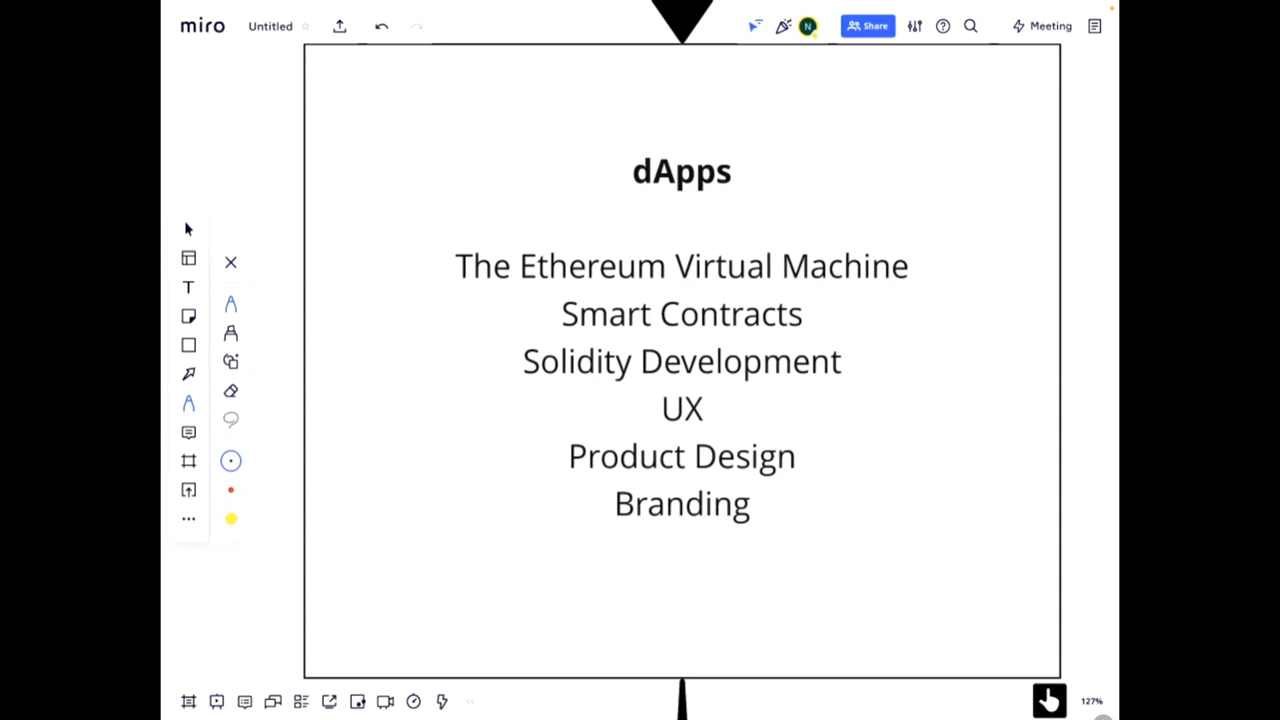 miro Untitled Share Meeting
N
dApps
The Ethereum Virtual Machine
Smart Contracts
Solidity Development
UX
Product Design
Branding
127%